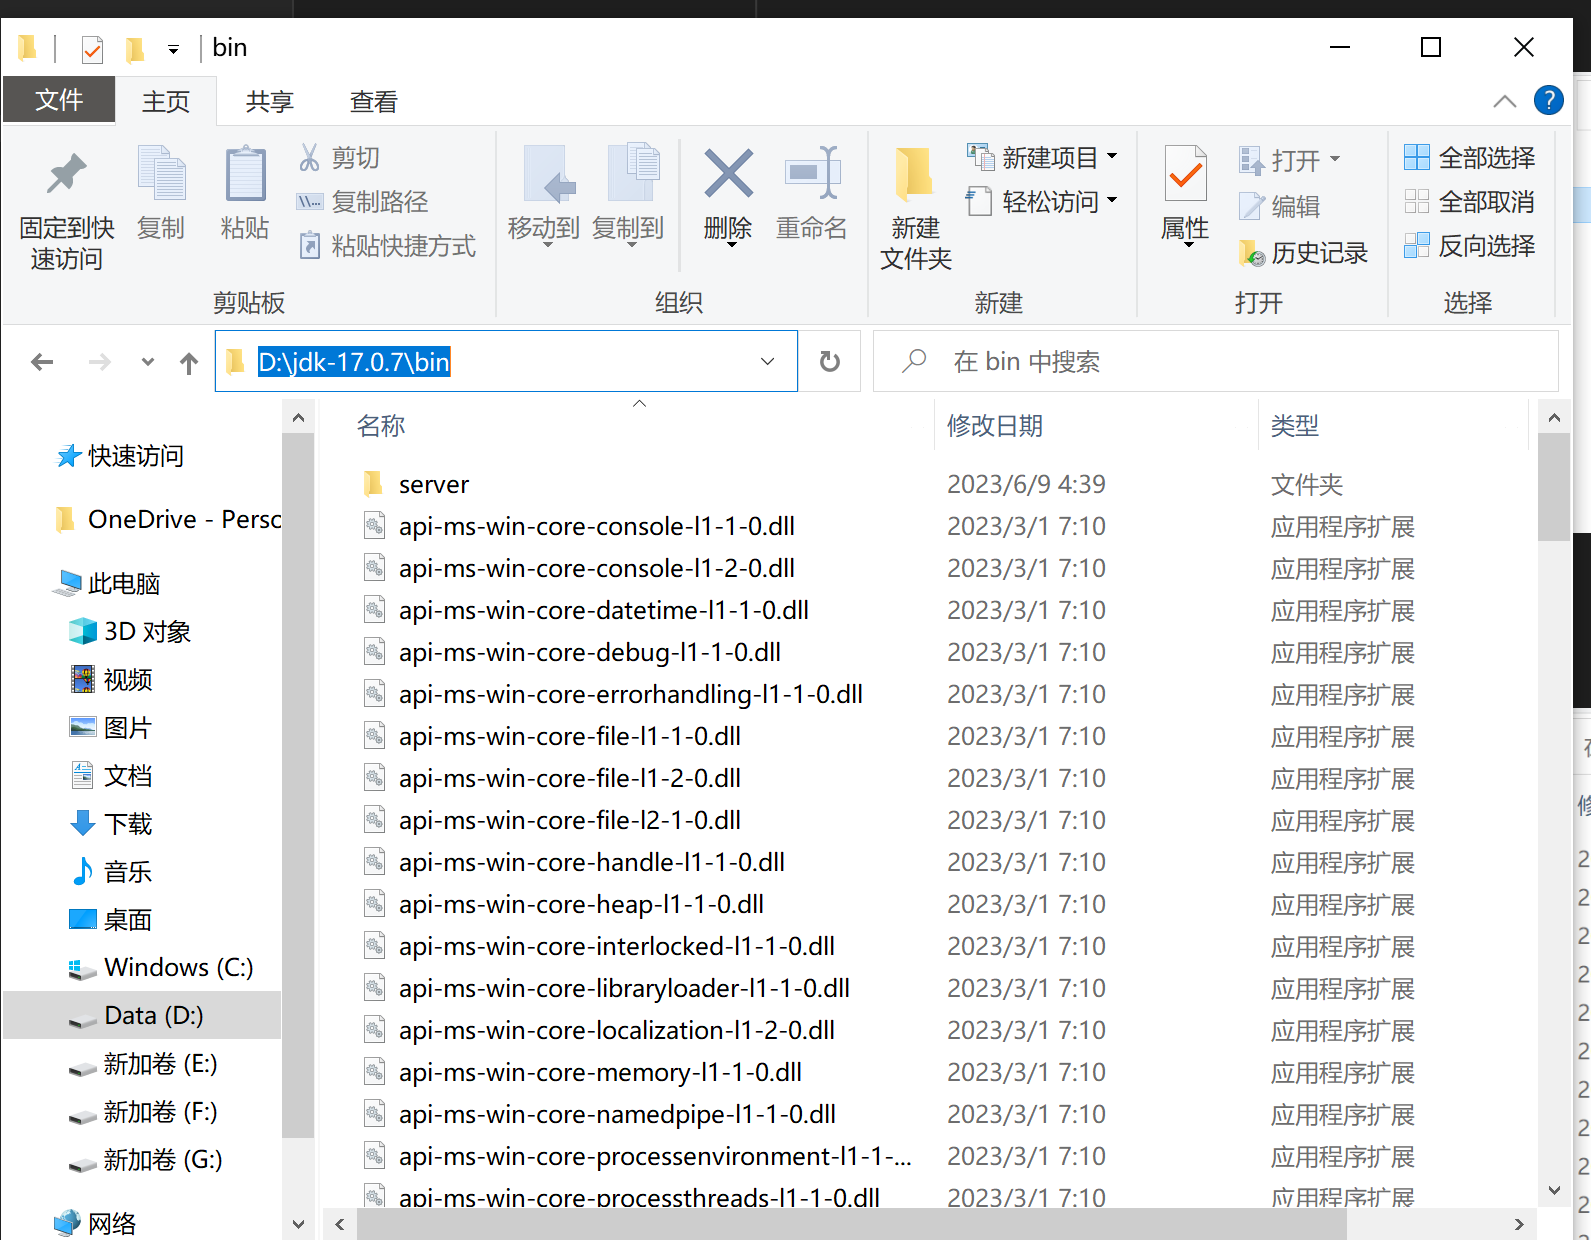 bin
文件
主页
共享
查看
固定到快
速访问
复制
粘贴
剪切
复制路径
粘贴快捷方式
剪贴板
移动到
复制到
删除
重命名
组织
新建
文件夹
新建项目
轻松访问
新建
属性
打开
编辑
历史记录
打开
全部选择
全部取消
反向选择
选择
D:\jdk-17.0.7\bin
在 bin 中搜索
快速访问
OneDrive - Persc
此电脑
3D 对象
视频
图片
文档
下载
音乐
桌面
Windows (C:)
Data (D:)
新加卷 (E:)
新加卷 (F:)
新加卷 (G:)
网络
名称 修改日期 类型
server 2023/6/9 4:39 文件夹
api-ms-win-core-console-l1-1-0.dll 2023/3/1 7:10 应用程序扩展
api-ms-win-core-console-l1-2-0.dll 2023/3/1 7:10 应用程序扩展
api-ms-win-core-datetime-l1-1-0.dll 2023/3/1 7:10 应用程序扩展
api-ms-win-core-debug-l1-1-0.dll 2023/3/1 7:10 应用程序扩展
api-ms-win-core-errorhandling-l1-1-0.dll 2023/3/1 7:10 应用程序扩展
api-ms-win-core-file-l1-1-0.dll 2023/3/1 7:10 应用程序扩展
api-ms-win-core-file-l1-2-0.dll 2023/3/1 7:10 应用程序扩展
api-ms-win-core-file-l2-1-0.dll 2023/3/1 7:10 应用程序扩展
api-ms-win-core-handle-l1-1-0.dll 2023/3/1 7:10 应用程序扩展
api-ms-win-core-heap-l1-1-0.dll 2023/3/1 7:10 应用程序扩展
api-ms-win-core-interlocked-l1-1-0.dll 2023/3/1 7:10 应用程序扩展
api-ms-win-core-libraryloader-l1-1-0.dll 2023/3/1 7:10 应用程序扩展
api-ms-win-core-localization-l1-2-0.dll 2023/3/1 7:10 应用程序扩展
api-ms-win-core-memory-l1-1-0.dll 2023/3/1 7:10 应用程序扩展
api-ms-win-core-namedpipe-l1-1-0.dll 2023/3/1 7:10 应用程序扩展
api-ms-win-core-processenvironment-l1-1-... 2023/3/1 7:10 应用程序扩展
api-ms-win-core-processthreads-l1-1-0.dll 2023/3/1 7:10 应用程序扩展